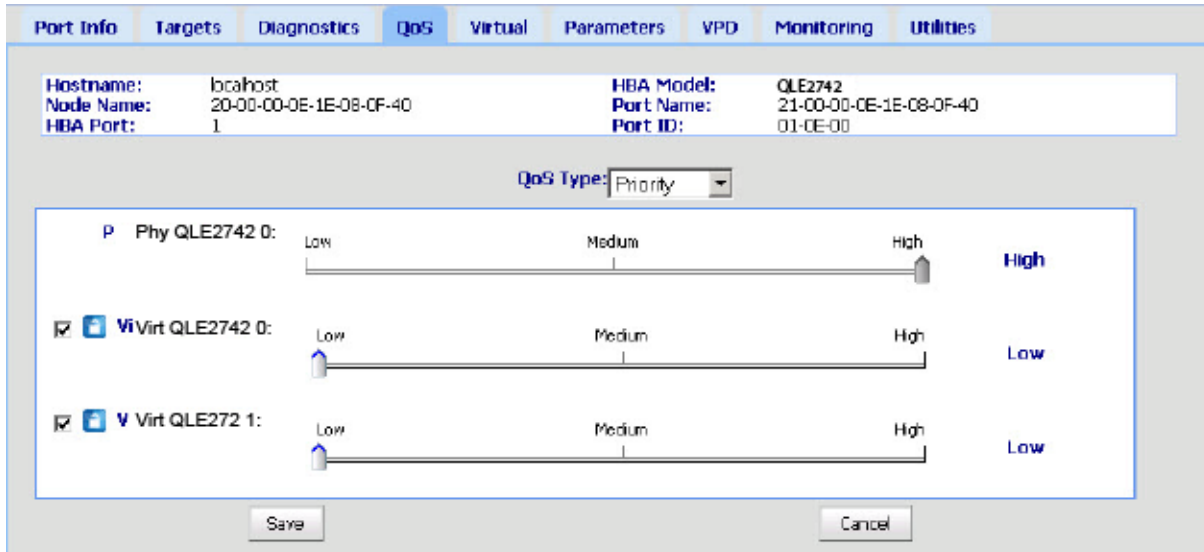 Port Info Targets Diagnostics QoS Virtual Parameters VPD Monitoring Utilities
Hostname: localhost HBA Model: QLE2742
Node Name: 20-00-00-0E-1E-08-0F-40 Port Name: 21-00-00-0E-1E-08-0F-40
HBA Port: 1 Port ID: 01-0E-00
QoS Type: Priority
P Phy QLE2742 0: Low Medium High High
Vi Virt QLE2742 0: Low Medium High Low
V Virt QLE272 1: Low Medium High Low
Save Cancel